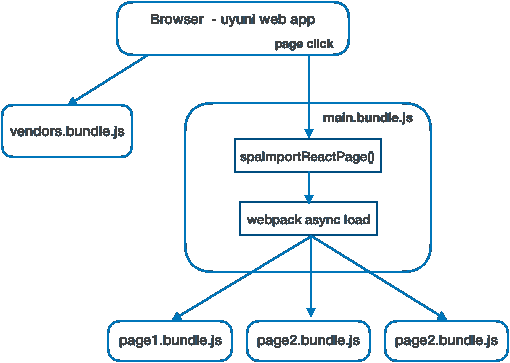 Browser - uyuni web app
page click
vendors.bundle.js
main.bundle.js
spaImportReactPage()
webpack async load
page1.bundle.js
page2.bundle.js
page2.bundle.js